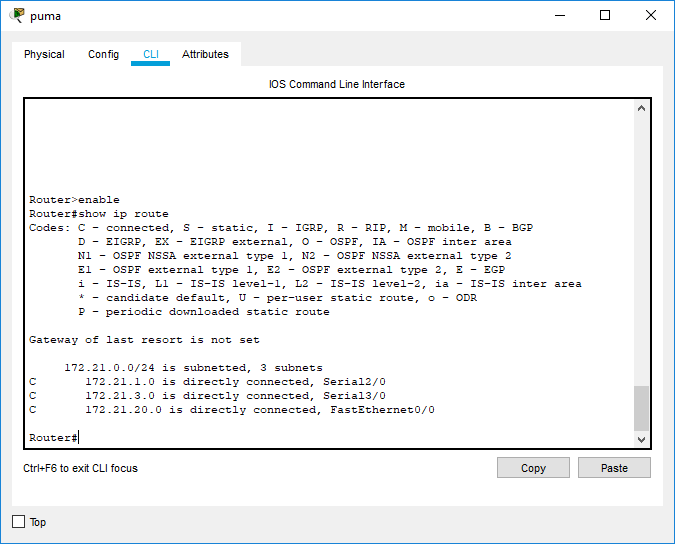 puma
Physical Config CLI Attributes
IOS Command Line Interface
Router>enable
Router#show ip route
Codes: C - connected, S - static, I - IGRP, R - RIP, M - mobile, B - BGP
D - EIGRP, EX - EIGRP external, O - OSPF, IA - OSPF inter area
N1 - OSPF NSSA external type 1, N2 - OSPF NSSA external type 2
E1 - OSPF external type 1, E2 - OSPF external type 2, E - EGP
i - IS-IS, L1 - IS-IS level-1, L2 - IS-IS level-2, ia - IS-IS inter area
* - candidate default, U - per-user static route, o - ODR
P - periodic downloaded static route
Gateway of last resort is not set
172.21.0.0/24 is subnetted, 3 subnets
C 172.21.1.0 is directly connected, Serial2/0
C 172.21.3.0 is directly connected, Serial3/0
C 172.21.20.0 is directly connected, FastEthernet0/0
Router#
Ctrl+F6 to exit CLI focus Copy Paste
Top